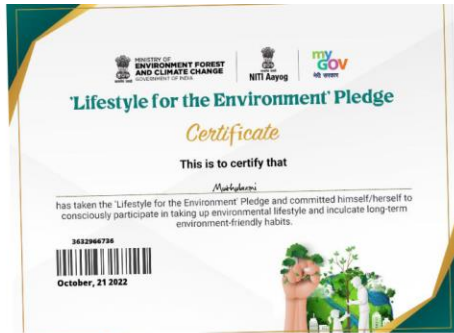 MINISTRY OF
ENVIRONMENT FOREST
AND CLIMATE CHANGE
GOVERNMENT OF INDIA
NITI Aayog
my
GOV
मेरी सरकार
'Lifestyle for the Environment' Pledge
Certificate
This is to certify that
has taken the 'Lifestyle for the Environment' Pledge and committed himself/herself to
consciously participate in taking up environmental lifestyle and inculcate long-term
environment-friendly habits.
3632966736
October, 21 2022